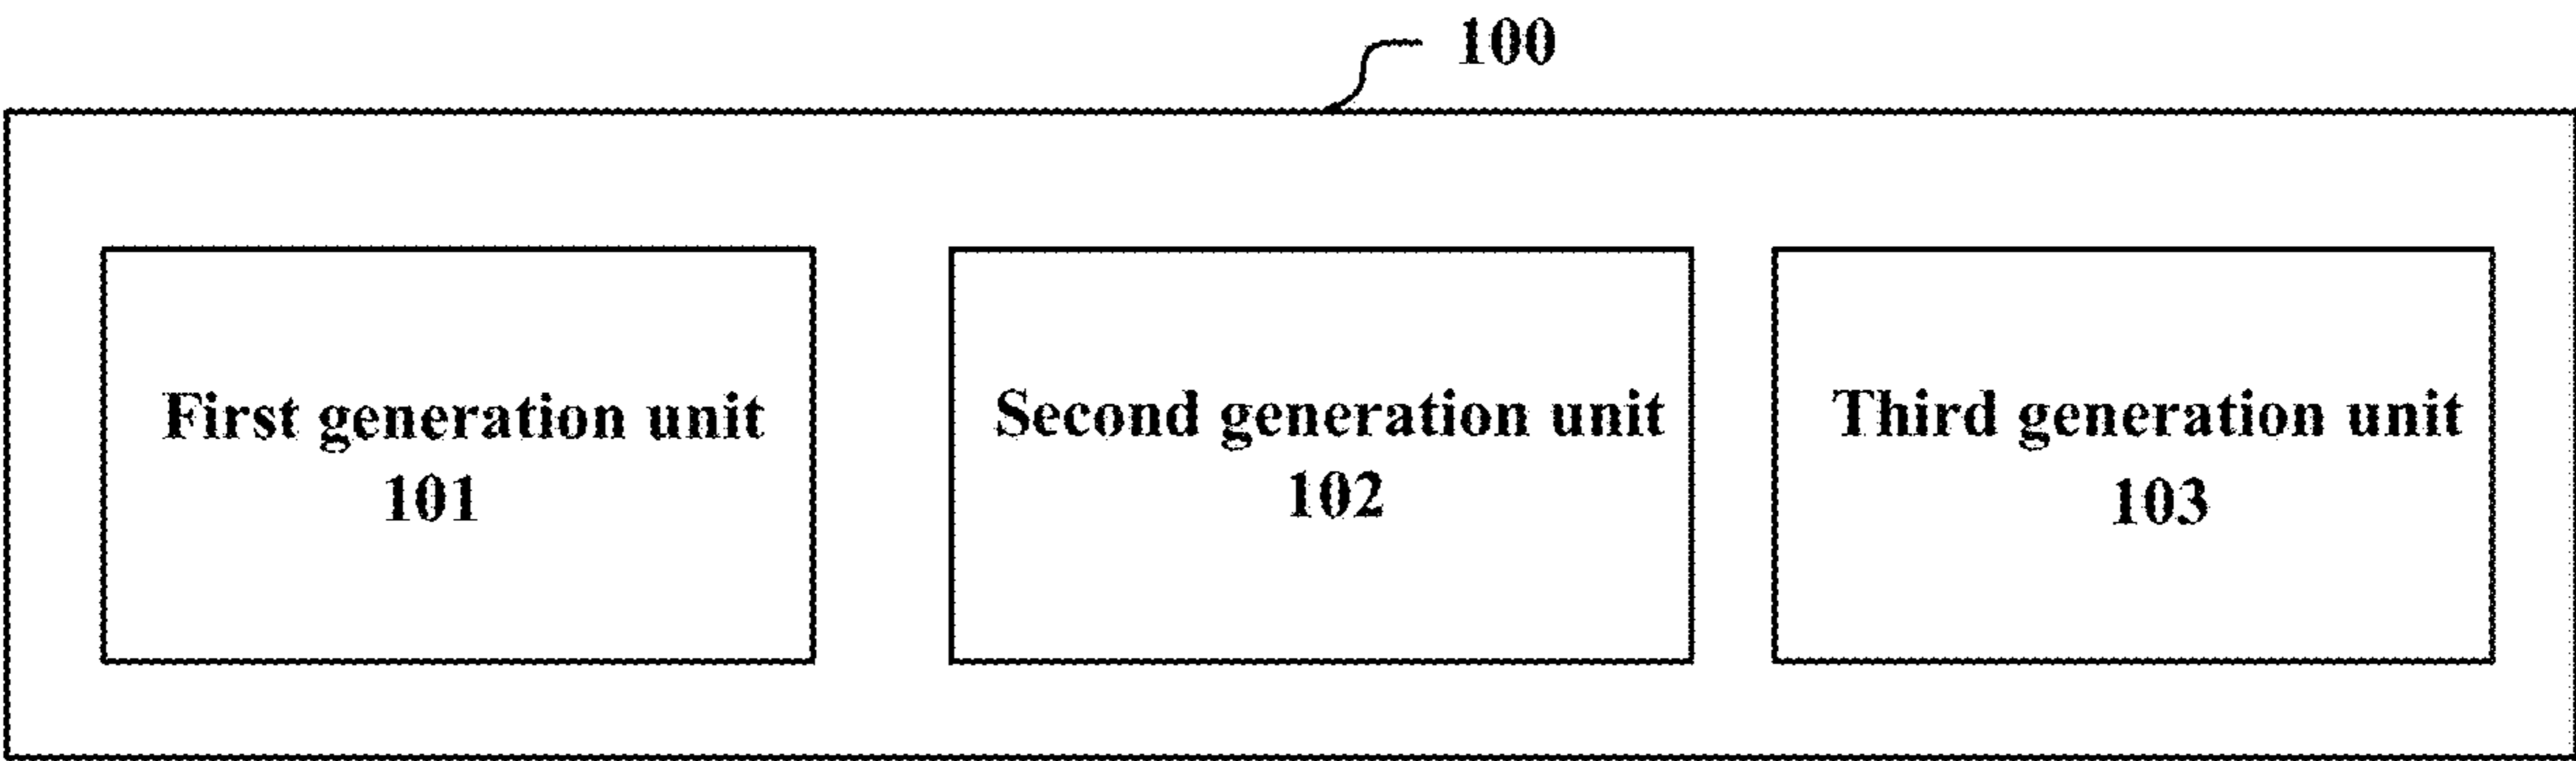 100
First generation unit
101
Second generation unit
102
Third generation unit
103